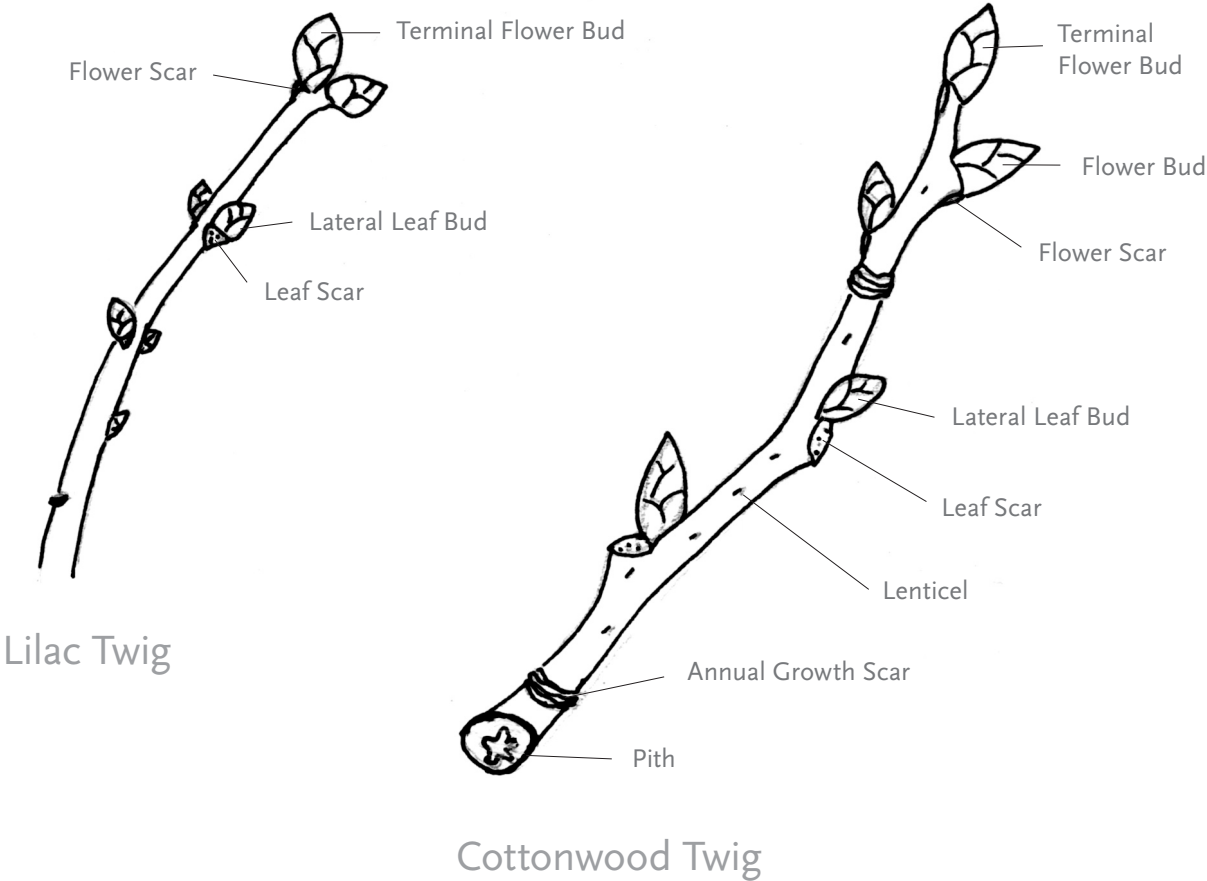 Terminal Flower Bud
Flower Scar
Lateral Leaf Bud
Leaf Scar
Lilac Twig
Terminal
Flower Bud
Flower Bud
Flower Scar
Lateral Leaf Bud
Leaf Scar
Lenticel
Annual Growth Scar
Pith
Cottonwood Twig